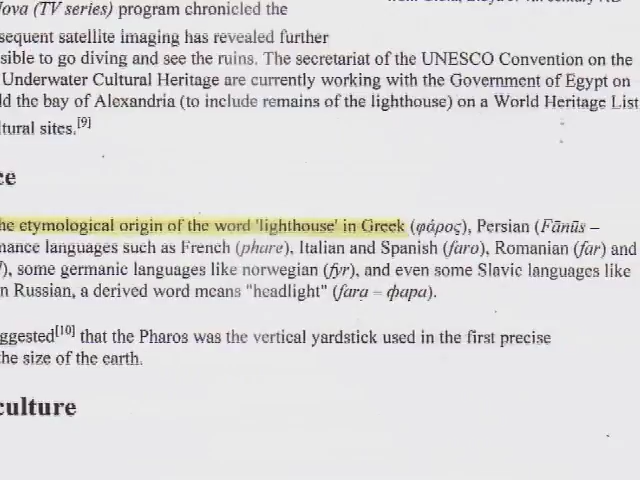 Nova (TV series) program chronicled the
sequent satellite imaging has revealed further
sible to go diving and see the ruins. The secretariat of the UNESCO Convention on the
Underwater Cultural Heritage are currently working with the Government of Egypt on
ld the bay of Alexandria (to include remains of the lighthouse) on a World Heritage List
tural sites.[9]
ce
he etymological origin of the word 'lighthouse' in Greek (φάρος), Persian (Fānūs –
mance languages such as French (phare), Italian and Spanish (faro), Romanian (far) and
), some germanic languages like norwegian (fyr), and even some Slavic languages like
n Russian, a derived word means "headlight" (fara – фара).
ggested[10] that the Pharos was the vertical yardstick used in the first precise
the size of the earth.
culture